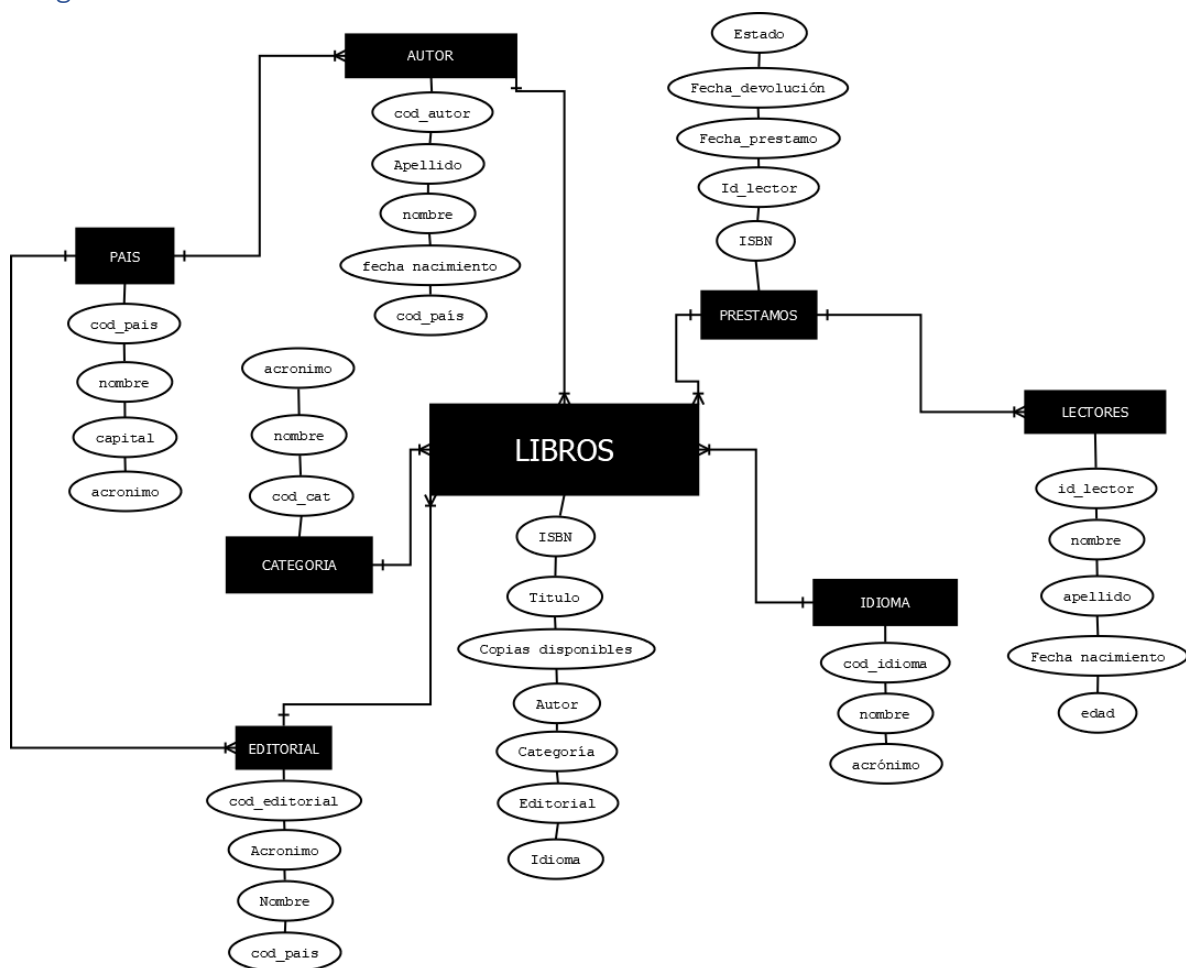 AUTOR
cod_autor
Apellido
nombre
fecha nacimiento
cod_país
Estado
Fecha_devolución
Fecha_prestamo
Id_lector
ISBN
PRESTAMOS
PAIS
cod_pais
nombre
capital
acronimo
acronimo
nombre
cod_cat
CATEGORIA
LIBROS
ISBN
Titulo
Copias disponibles
Autor
Categoría
Editorial
Idioma
LECTORES
id_lector
nombre
apellido
Fecha nacimiento
edad
IDIOMA
cod_idioma
nombre
acrónimo
EDITORIAL
cod_editorial
Acronimo
Nombre
cod_pais